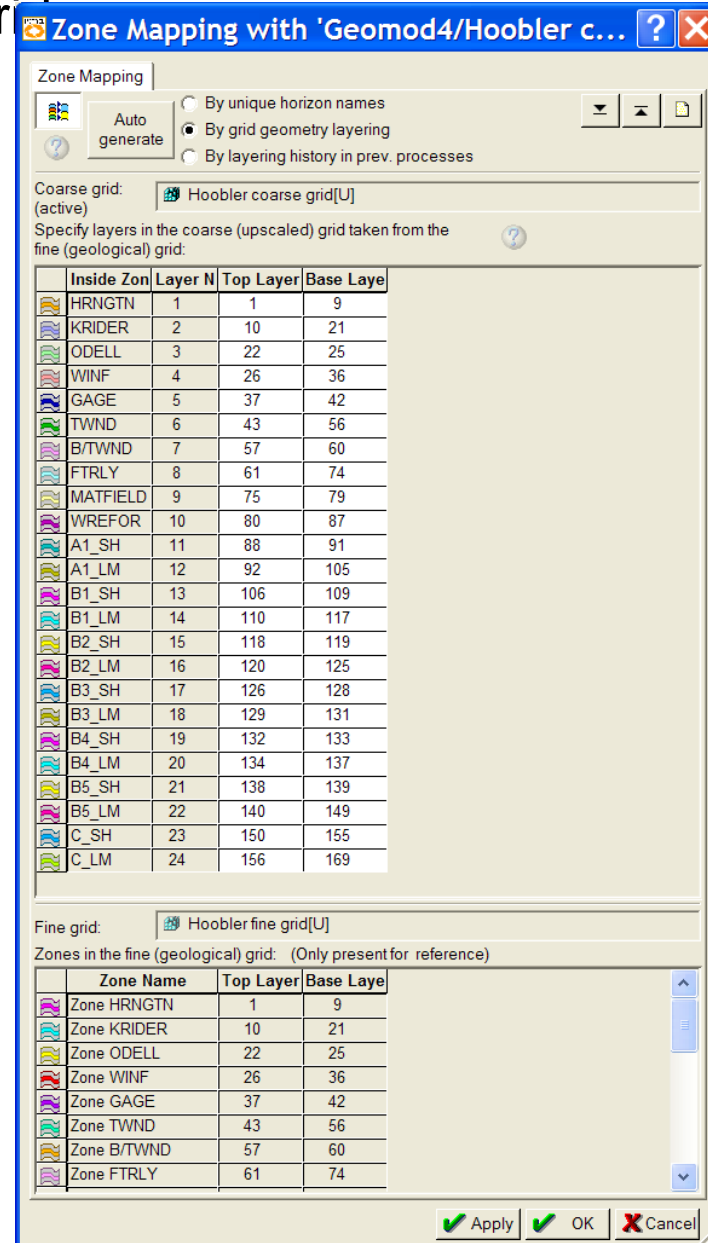 Zone Mapping with 'Geomod4/Hoobler c...
Zone Mapping
Auto generate
By unique horizon names
By grid geometry layering
By layering history in prev. processes
Coarse grid: Hoobler coarse grid[U]
(active)
Specify layers in the coarse (upscaled) grid taken from the
fine (geological) grid:
Inside Zon Layer N Top Layer Base Laye
HRNGTN 1 1 9
KRIDER 2 10 21
ODELL 3 22 25
WINF 4 26 36
GAGE 5 37 42
TWND 6 43 56
B/TWND 7 57 60
FTRLY 8 61 74
MATFIELD 9 75 79
WREFOR 10 80 87
A1_SH 11 88 91
A1_LM 12 92 105
B1_SH 13 106 109
B1_LM 14 110 117
B2_SH 15 118 119
B2_LM 16 120 125
B3_SH 17 126 128
B3_LM 18 129 131
B4_SH 19 132 133
B4_LM 20 134 137
B5_SH 21 138 139
B5_LM 22 140 149
C_SH 23 150 155
C_LM 24 156 169
Fine grid: Hoobler fine grid[U]
Zones in the fine (geological) grid: (Only present for reference)
Zone Name Top Layer Base Laye
Zone HRNGTN 1 9
Zone KRIDER 10 21
Zone ODELL 22 25
Zone WINF 26 36
Zone GAGE 37 42
Zone TWND 43 56
Zone B/TWND 57 60
Zone FTRLY 61 74
Apply OK Cancel